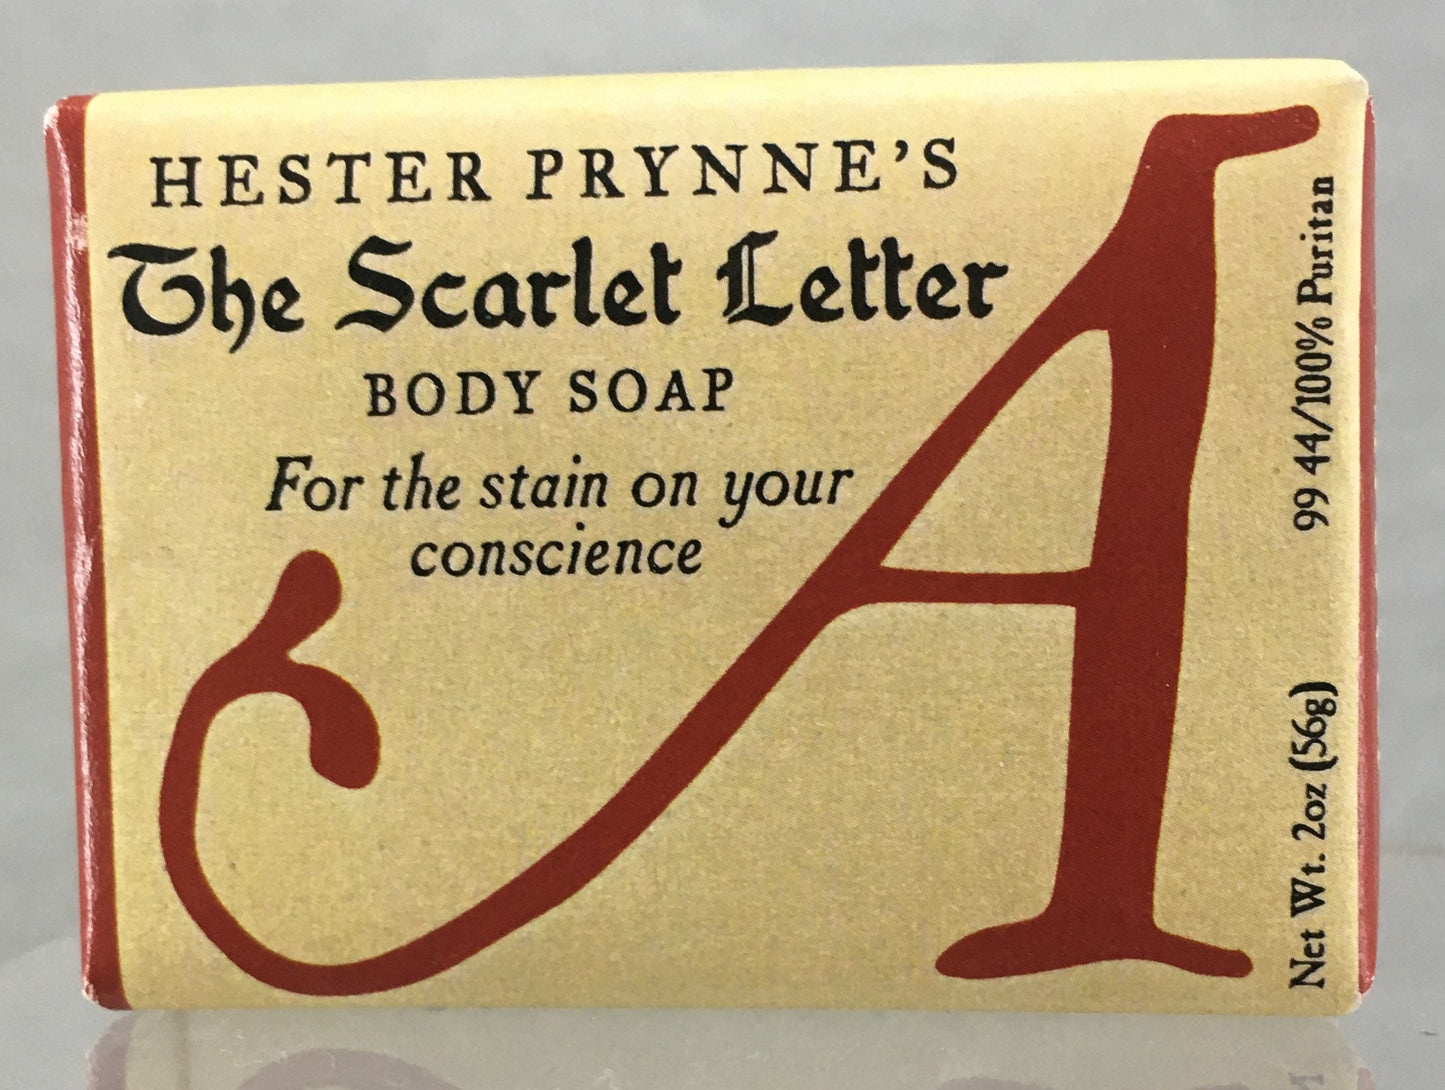 HESTER PRYNNE'S
The Scarlet Letter
BODY SOAP
For the stain on your
conscience
A
99 44/100% Puritan
Net Wt. 2oz (56g)